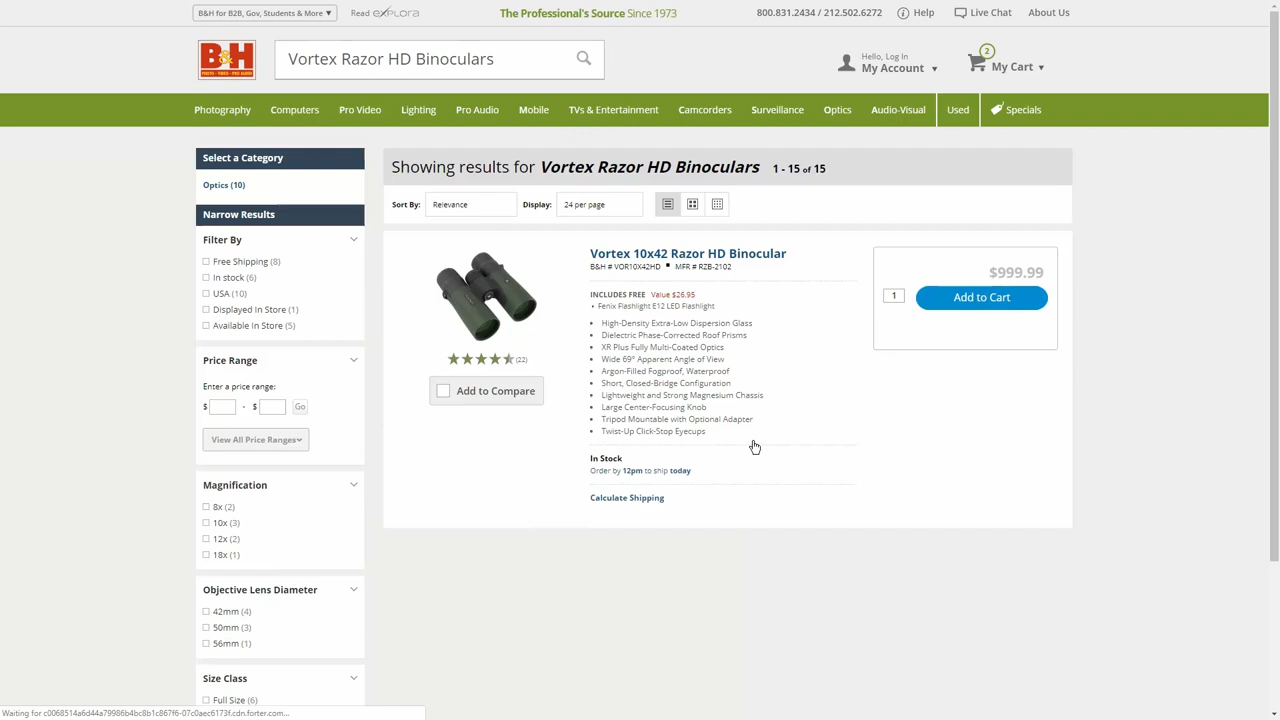 B&H for B2B, Gov, Students & More ▼
Read eXPLORA
The Professional's Source Since 1973
800.831.2434 / 212.502.6272
Help
Live Chat
About Us
B&H
PHOTO · VIDEO · PRO AUDIO
Vortex Razor HD Binoculars
Hello, Log In
My Account ▼
2
My Cart ▼
Photography
Computers
Pro Video
Lighting
Pro Audio
Mobile
TVs & Entertainment
Camcorders
Surveillance
Optics
Audio-Visual
Used
Specials
Select a Category
Optics (10)
Narrow Results
Filter By
Free Shipping (8)
In stock (6)
USA (10)
Displayed In Store (1)
Available In Store (5)
Price Range
Enter a price range:
$ - $ Go
View All Price Ranges
Magnification
8x (2)
10x (3)
12x (2)
18x (1)
Objective Lens Diameter
42mm (4)
50mm (3)
56mm (1)
Size Class
Full Size (6)
Showing results for Vortex Razor HD Binoculars 1 - 15 of 15
Sort By: Relevance Display: 24 per page
(22)
Add to Compare
Vortex 10x42 Razor HD Binocular
B&H # VOR10X42HD ▪ MFR # RZB-2102
INCLUDES FREE Value $26.95
• Fenix Flashlight E12 LED Flashlight
• High-Density Extra-Low Dispersion Glass
• Dielectric Phase-Corrected Roof Prisms
• XR Plus Fully Multi-Coated Optics
• Wide 69° Apparent Angle of View
• Argon-Filled Fogproof, Waterproof
• Short, Closed-Bridge Configuration
• Lightweight and Strong Magnesium Chassis
• Large Center-Focusing Knob
• Tripod Mountable with Optional Adapter
• Twist-Up Click-Stop Eyecups
In Stock
Order by 12pm to ship today
Calculate Shipping
$999.99
1
Add to Cart
Waiting for c0068514a6d44a79986b4bc8b1c867f6-07c0aec6173f.cdn.forter.com...